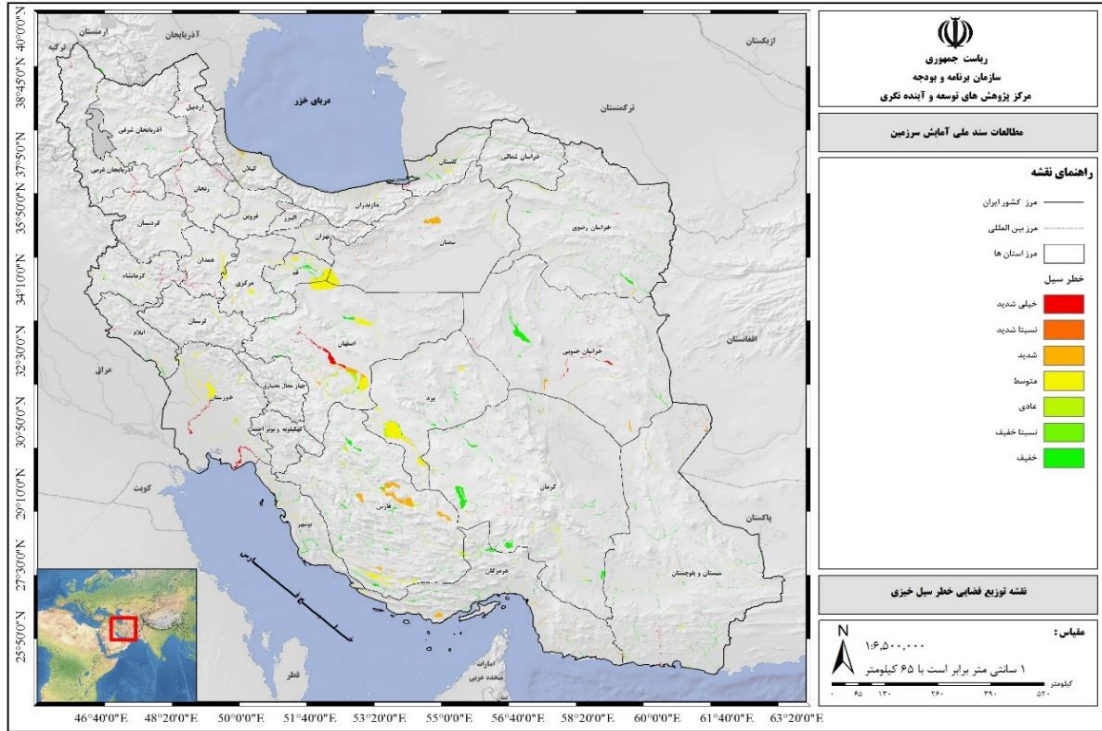 ریاست جمهوری
سازمان برنامه و بودجه
مرکز پژوهش های توسعه و آینده نگری
مطالعات سند ملی آمایش سرزمین
راهنمای نقشه
مرز کشور ایران
مرز بین المللی
مرز استان ها
خطر سیل
خیلی شدید
نسبتا شدید
شدید
متوسط
عادی
نسبتا خفیف
خفیف
نقشه توزیع فضایی خطر سیل خیزی
مقیاس :
N
۱:۶,۵۰۰,۰۰۰
۱ سانتی متر برابر است با ۶۵ کیلومتر
کیلومتر
۰ ۶۵ ۱۳۰ ۲۶۰ ۳۹۰ ۵۲۰
ارمنستان
آذربایجان
ترکیه
ازبکستان
ترکمنستان
دریای خزر
اردبیل
آذربایجان شرقی
آذربایجان غربی
گیلان
زنجان
گلستان
خراسان شمالی
مازندران
قزوین
البرز
کردستان
تهران
سمنان
خراسان رضوی
همدان
کرمانشاه
مرکزی
قم
لرستان
ایلام
اصفهان
خراسان جنوبی
افغانستان
عراق
چهار محال بختیاری
خوزستان
یزد
کهگیلویه و بویر احمد
کرمان
فارس
کویت
بوشهر
پاکستان
هرمزگان
سیستان و بلوچستان
قطر
امارات
متحده عربی
40°0'0"N
38°45'0"N
37°5'0"N
35°50'0"N
34°10'0"N
32°30'0"N
30°50'0"N
29°10'0"N
27°30'0"N
25°50'0"N
46°40'0"E 48°20'0"E 50°0'0"E 51°40'0"E 53°20'0"E 55°0'0"E 56°40'0"E 58°20'0"E 60°0'0"E 61°40'0"E 63°20'0"E